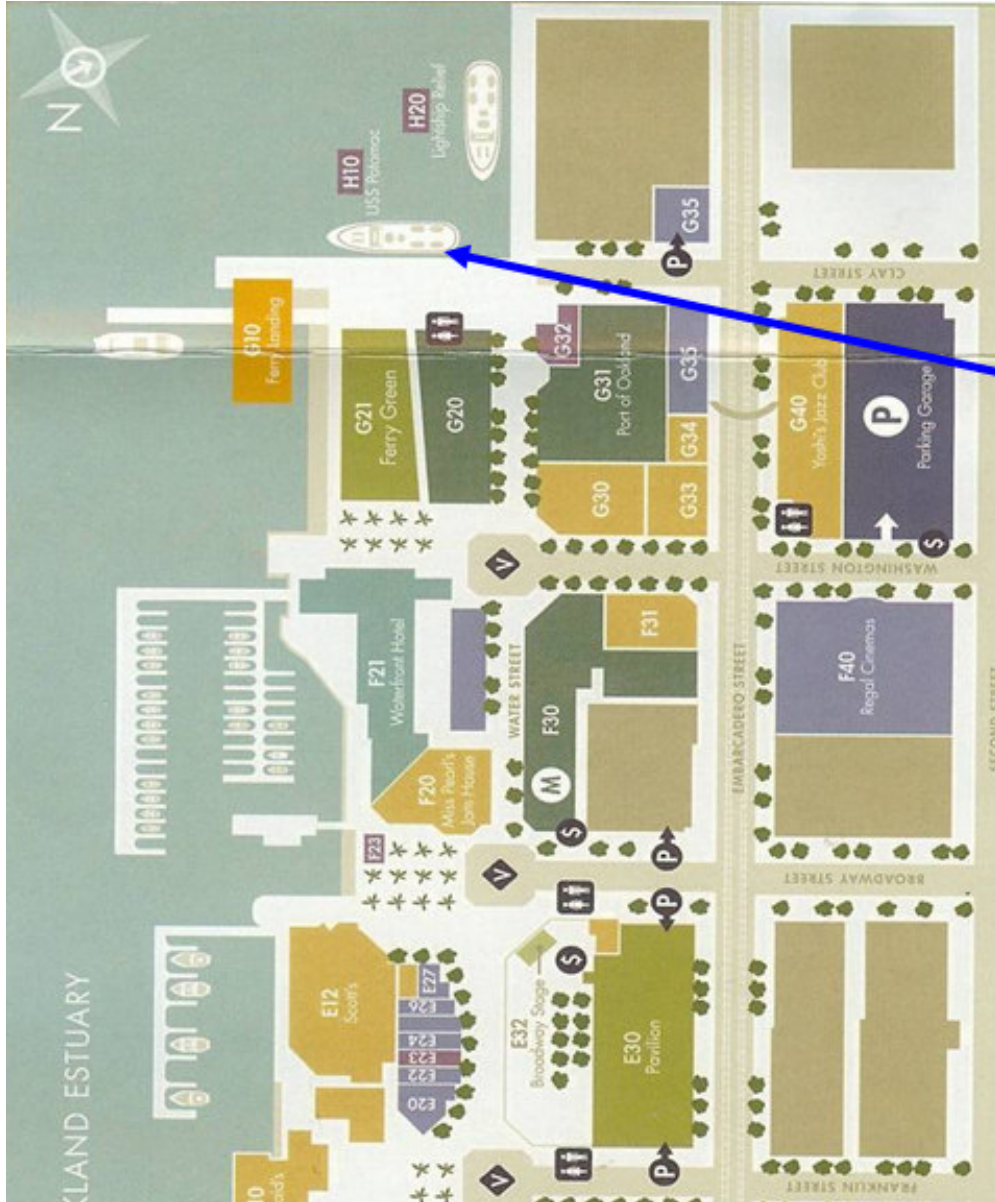 N
H20
Lightship Relief
H10
USS Potomac
G35
P
CLAY STREET
G10
Ferry Landing
G21
Ferry Green
G20
G32
G31
Port of Oakland
G35
G34
G30
G33
G40
Yoshi's Jazz Club
P
Parking Garage
S
V
WASHINGTON STREET
F21
Waterfront Hotel
WATER STREET
F31
F30
M
EMBARCADERO STREET
F40
Regal Cinemas
F20
Miss Pearl's
Jam House
F23
S
P
V
BROADWAY STREET
P
KLAND ESTUARY
E12
Scott's
E27
E26
E24
E23
E22
E20
S
E32
Broadway Stage
E30
Pavilion
10
aid's
V
P
FRANKLIN STREET